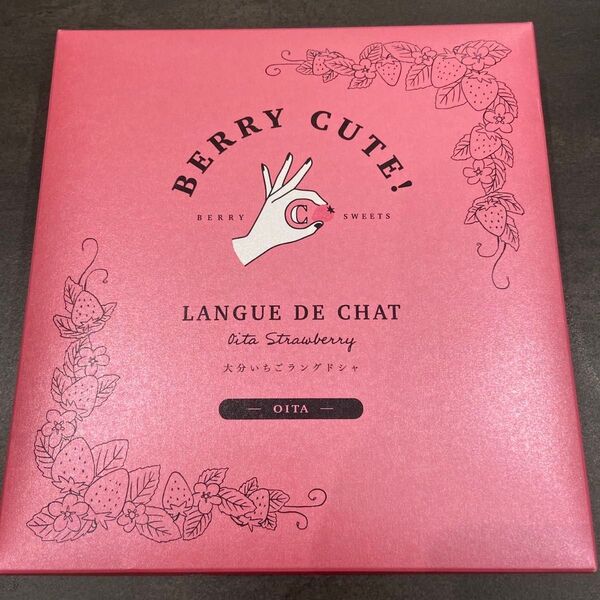 BERRY CUTE!
BERRY C SWEETS
LANGUE DE CHAT
Oita Strawberry
大分いちごラングドシャ
— OITA —